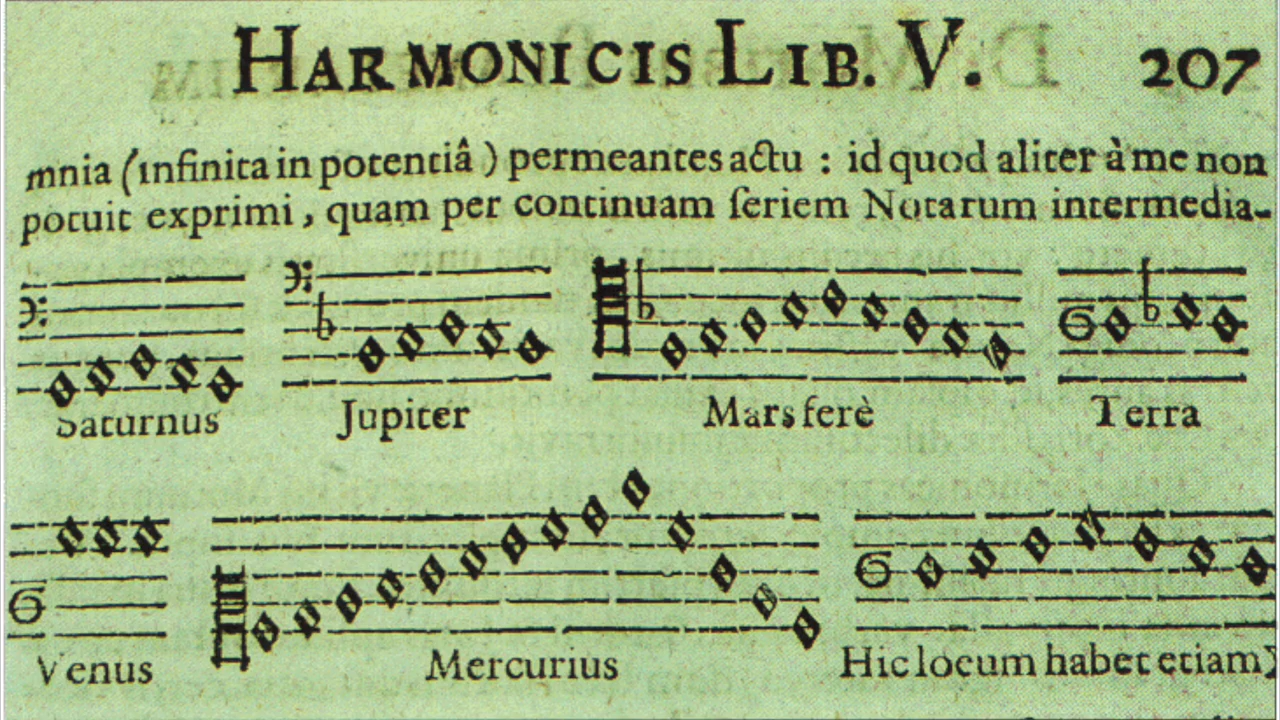 HARMONICIS LIB. V. 207
mnia (infinita in potentiâ) permeantes actu : id quod aliter à me non
potuit exprimi, quam per continuam ſeriem Notarum intermedia-
Saturnus Jupiter Mars ferè Terra
Venus Mercurius Hic locum habet etiam